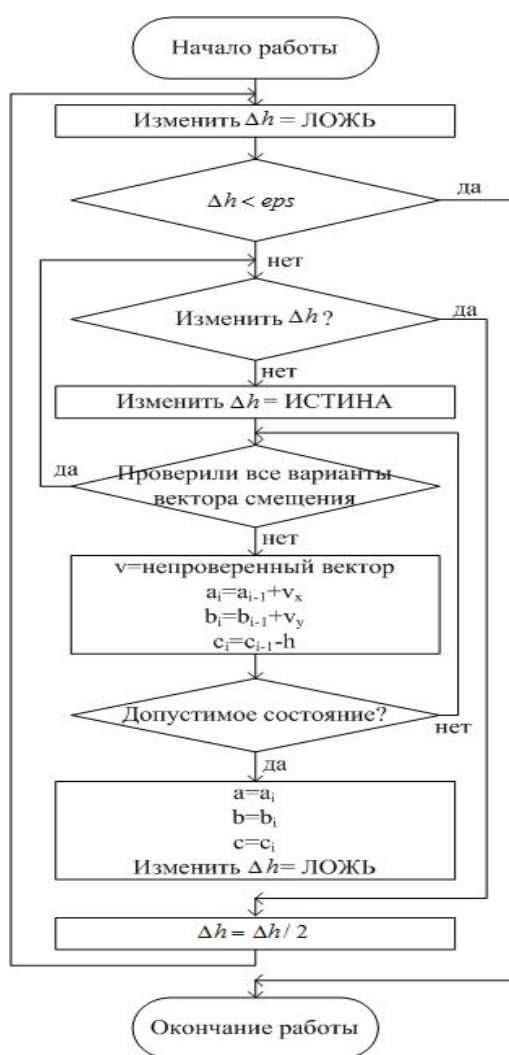 Начало работы
Изменить Δh = ЛОЖЬ
Δh < eps
да
нет
Изменить Δh ?
да
нет
Изменить Δh = ИСТИНА
да
Проверили все варианты
вектора смещения
нет
v=непроверенный вектор
aᵢ=aᵢ₋₁+vₓ
bᵢ=bᵢ₋₁+v_y
cᵢ=cᵢ₋₁-h
Допустимое состояние?
нет
да
a=aᵢ
b=bᵢ
c=cᵢ
Изменить Δh= ЛОЖЬ
Δh = Δh / 2
Окончание работы